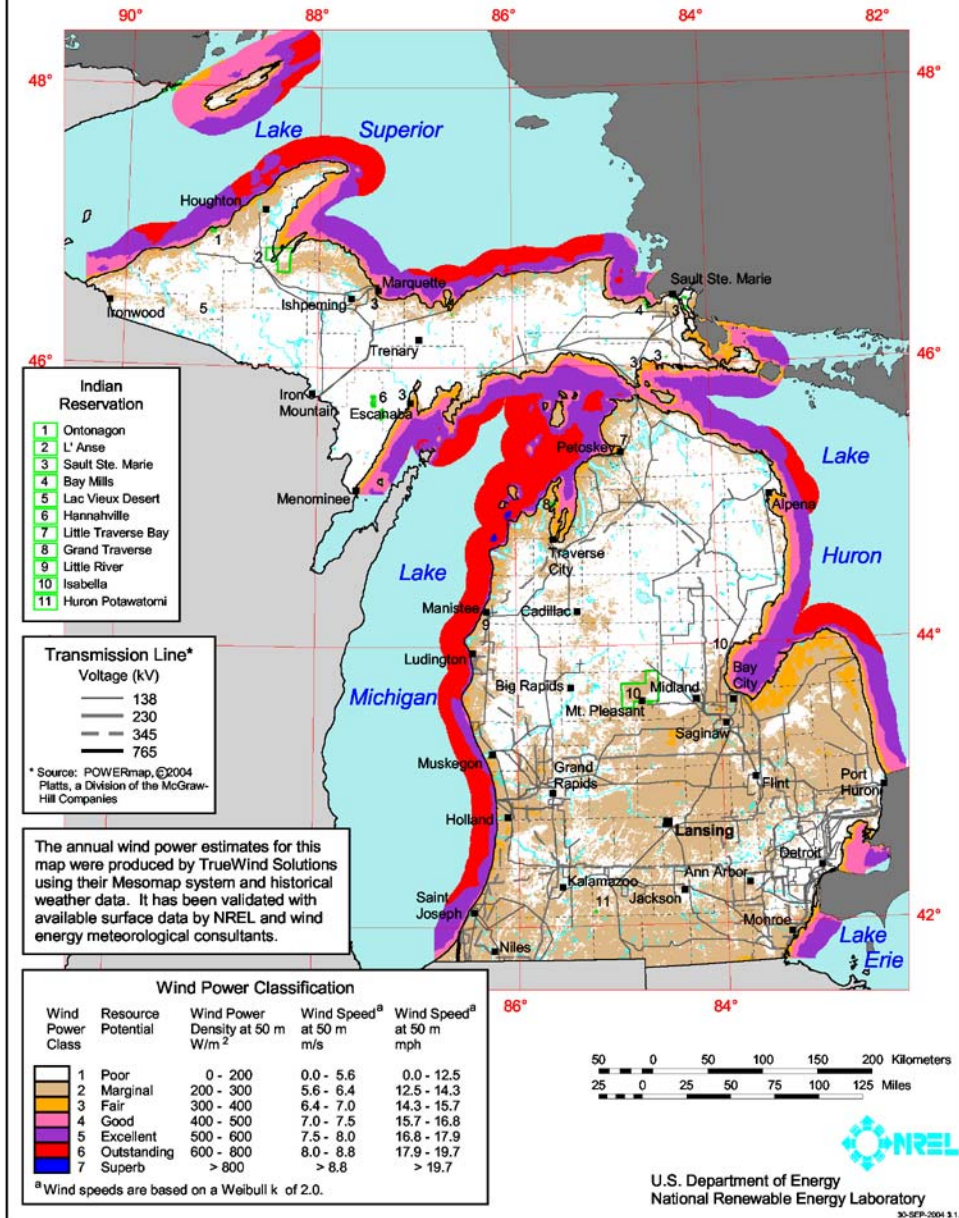 90°
88°
86°
84°
82°
48°
48°
Lake Superior
Houghton
1
2
Marquette
Sault Ste. Marie
3
4
3
Ironwood
5
Ishpeming
Trenary
46°
46°
3
3
Iron
Mountain
6
3
Escanaba
Petoskey
7
Menominee
8
Lake
Alpena
Huron
Traverse
City
Lake
Manistee
9
Cadillac
44°
44°
10
Ludington
Bay
City
Michigan
Big Rapids
10
Midland
Mt. Pleasant
Saginaw
Muskegon
Grand
Rapids
Flint
Port
Huron
Holland
Lansing
Detroit
Kalamazoo
Ann Arbor
Jackson
Saint
Joseph
11
Monroe
42°
42°
Niles
Lake
Erie
86°
84°
Indian
Reservation
1 Ontonagon
2 L' Anse
3 Sault Ste. Marie
4 Bay Mills
5 Lac Vieux Desert
6 Hannahville
7 Little Traverse Bay
8 Grand Traverse
9 Little River
10 Isabella
11 Huron Potawatomi
Transmission Line*
Voltage (kV)
138
230
345
765
* Source: POWERmap, ©2004
Platts, a Division of the McGraw-
Hill Companies
The annual wind power estimates for this
map were produced by TrueWind Solutions
using their Mesomap system and historical
weather data. It has been validated with
available surface data by NREL and wind
energy meteorological consultants.
Wind Power Classification
Wind Resource Wind Power Wind Speed a Wind Speed a
Power Potential Density at 50 m at 50 m at 50 m
Class W/m 2 m/s mph
1 Poor 0 - 200 0.0 - 5.6 0.0 - 12.5
2 Marginal 200 - 300 5.6 - 6.4 12.5 - 14.3
3 Fair 300 - 400 6.4 - 7.0 14.3 - 15.7
4 Good 400 - 500 7.0 - 7.5 15.7 - 16.8
5 Excellent 500 - 600 7.5 - 8.0 16.8 - 17.9
6 Outstanding 600 - 800 8.0 - 8.8 17.9 - 19.7
7 Superb > 800 > 8.8 > 19.7
a Wind speeds are based on a Weibull k of 2.0.
50 0 50 100 150 200 Kilometers
25 0 25 50 75 100 125 Miles
NREL
U.S. Department of Energy
National Renewable Energy Laboratory
30-SEP-2004 3.1.